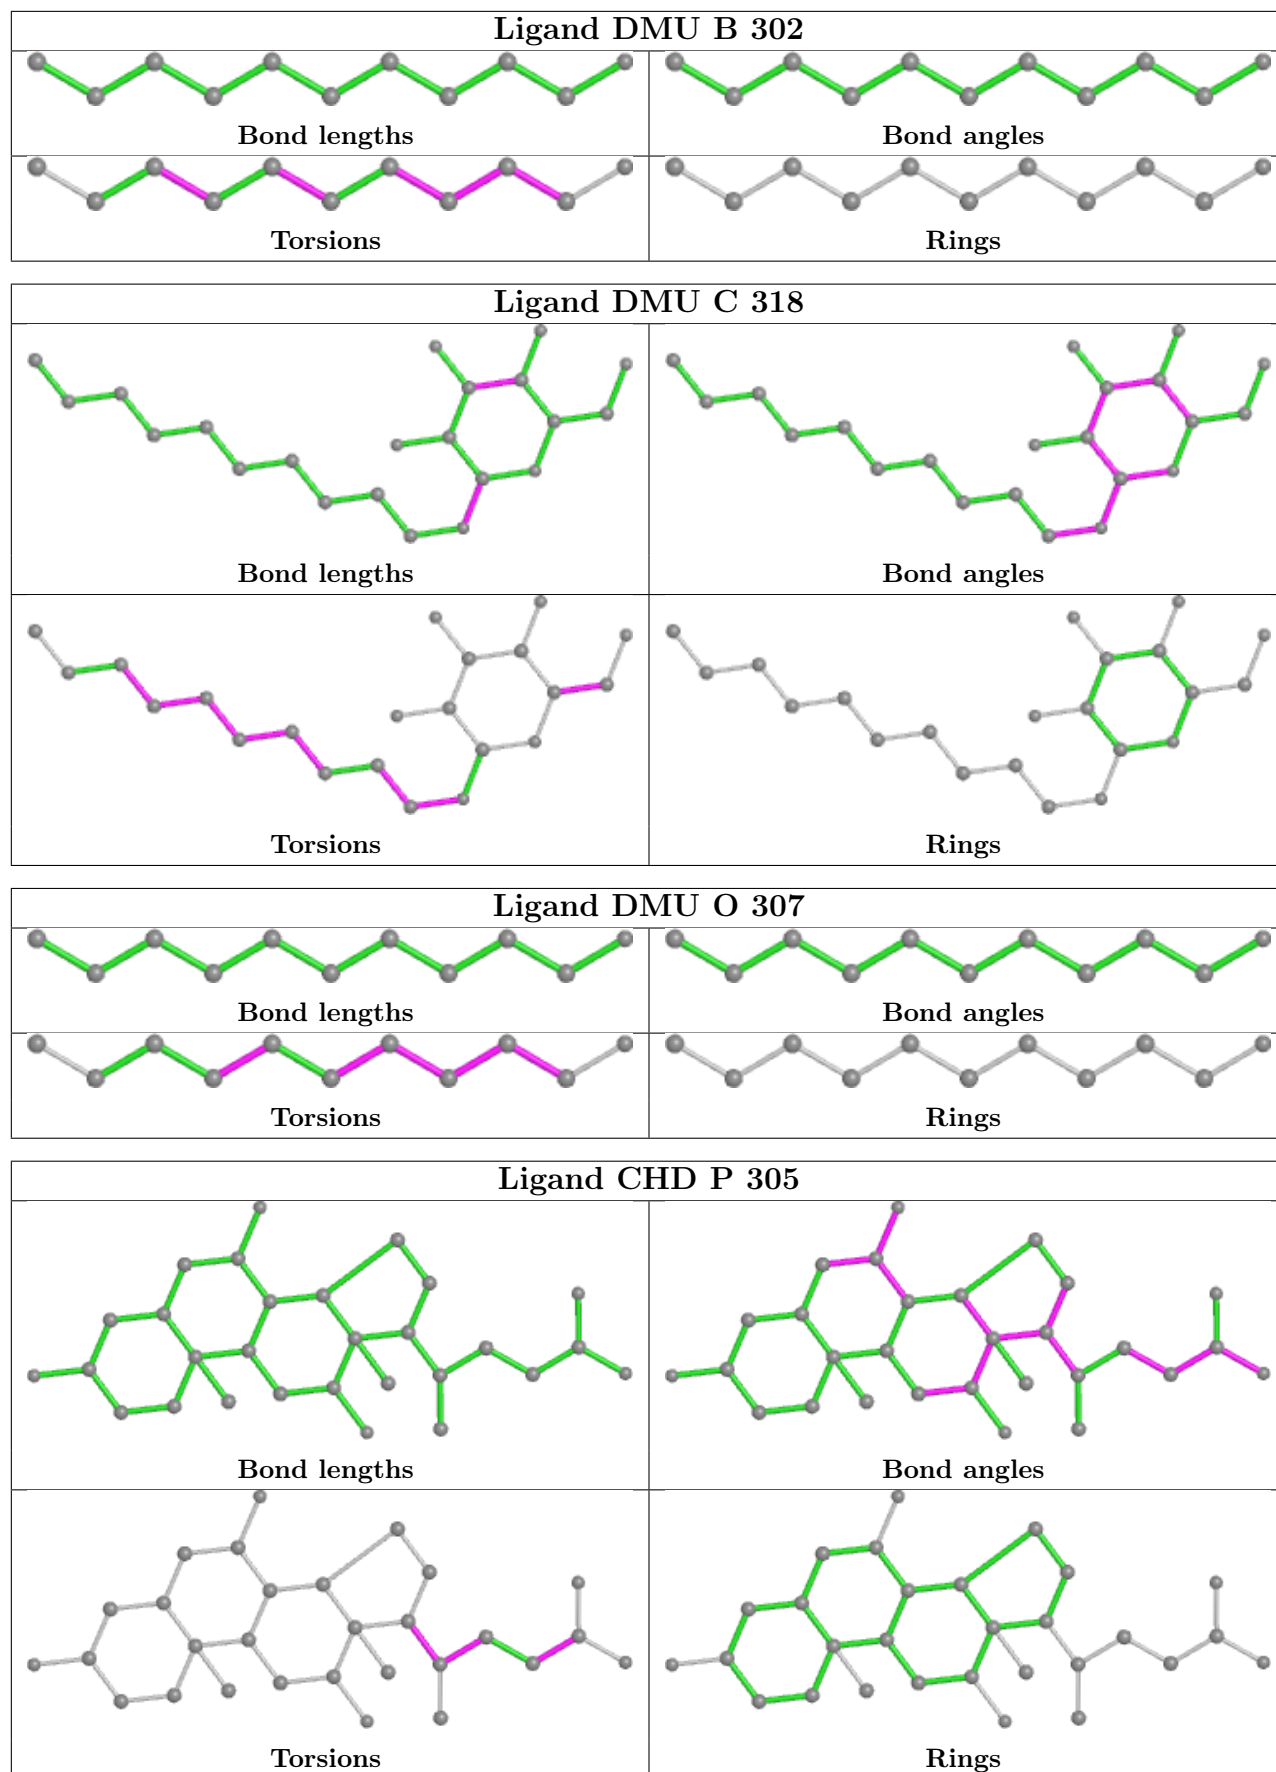 Ligand DMU B 302
Bond lengths
Bond angles
Torsions
Rings
Ligand DMU C 318
Bond lengths
Bond angles
Torsions
Rings
Ligand DMU O 307
Bond lengths
Bond angles
Torsions
Rings
Ligand CHD P 305
Bond lengths
Bond angles
Torsions
Rings